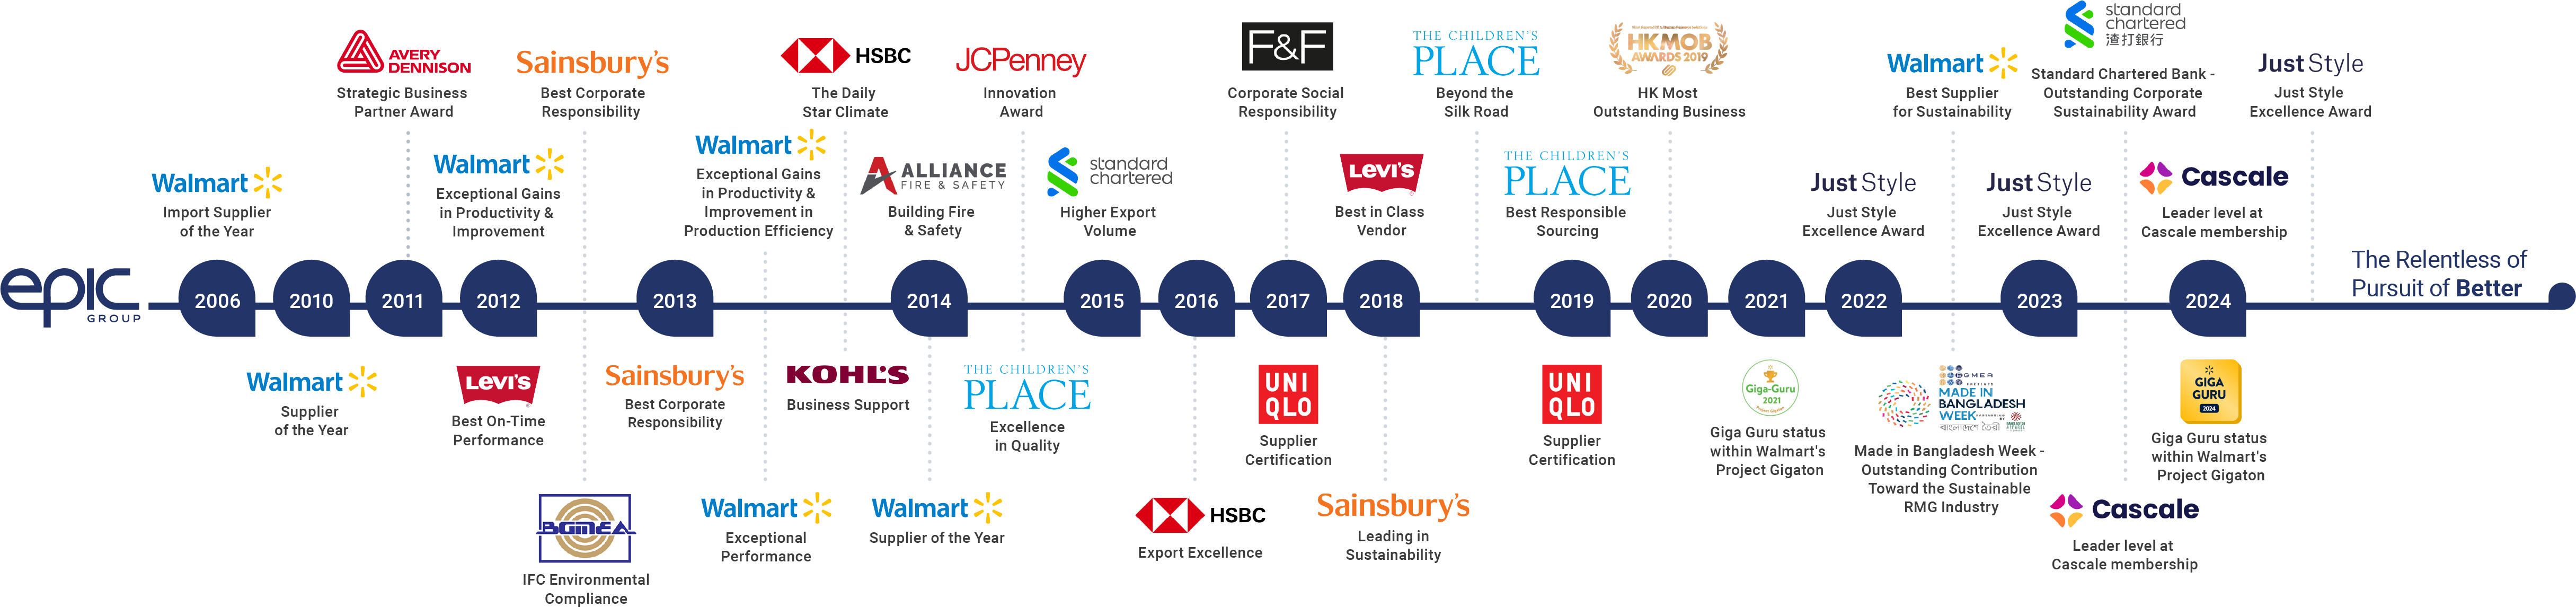 AVERY
DENNISON
Strategic Business
Partner Award
Sainsbury's
Best Corporate
Responsibility
HSBC
The Daily
Star Climate
JCPenney
Innovation
Award
F&F
Corporate Social
Responsibility
THE CHILDREN'S
PLACE
Beyond the
Silk Road
HKMOB
AWARDS 2019
HK Most
Outstanding Business
Walmart
Best Supplier
for Sustainability
standard
chartered
渣打銀行
Standard Chartered Bank -
Outstanding Corporate
Sustainability Award
Just Style
Just Style
Excellence Award
Walmart
Import Supplier
of the Year
Walmart
Exceptional Gains
in Productivity &
Improvement
Walmart
Exceptional Gains
in Productivity &
Improvement in
Production Efficiency
ALLIANCE
FIRE & SAFETY
Building Fire
& Safety
standard
chartered
Higher Export
Volume
LEVI'S
Best in Class
Vendor
THE CHILDREN'S
PLACE
Best Responsible
Sourcing
Just Style
Just Style
Excellence Award
Just Style
Just Style
Excellence Award
Cascale
Leader level at
Cascale membership
epic
GROUP
2006
2010
2011
2012
2013
2014
2015
2016
2017
2018
2019
2020
2021
2022
2023
2024
The Relentless of
Pursuit of Better
Walmart
Supplier
of the Year
LEVI'S
Best On-Time
Performance
Sainsbury's
Best Corporate
Responsibility
KOHL'S
Business Support
THE CHILDREN'S
PLACE
Excellence
in Quality
UNI
QLO
Supplier
Certification
UNI
QLO
Supplier
Certification
Giga-Guru
2021
Giga Guru status
within Walmart's
Project Gigaton
BGMEA
PRESENTS
MADE IN
BANGLADESH
WEEK
বাংলাদেশে তৈরী
Made in Bangladesh Week -
Outstanding Contribution
Toward the Sustainable
RMG Industry
GIGA
GURU
2024
Giga Guru status
within Walmart's
Project Gigaton
BGMEA
IFC Environmental
Compliance
Walmart
Exceptional
Performance
Walmart
Supplier of the Year
HSBC
Export Excellence
Sainsbury's
Leading in
Sustainability
Cascale
Leader level at
Cascale membership